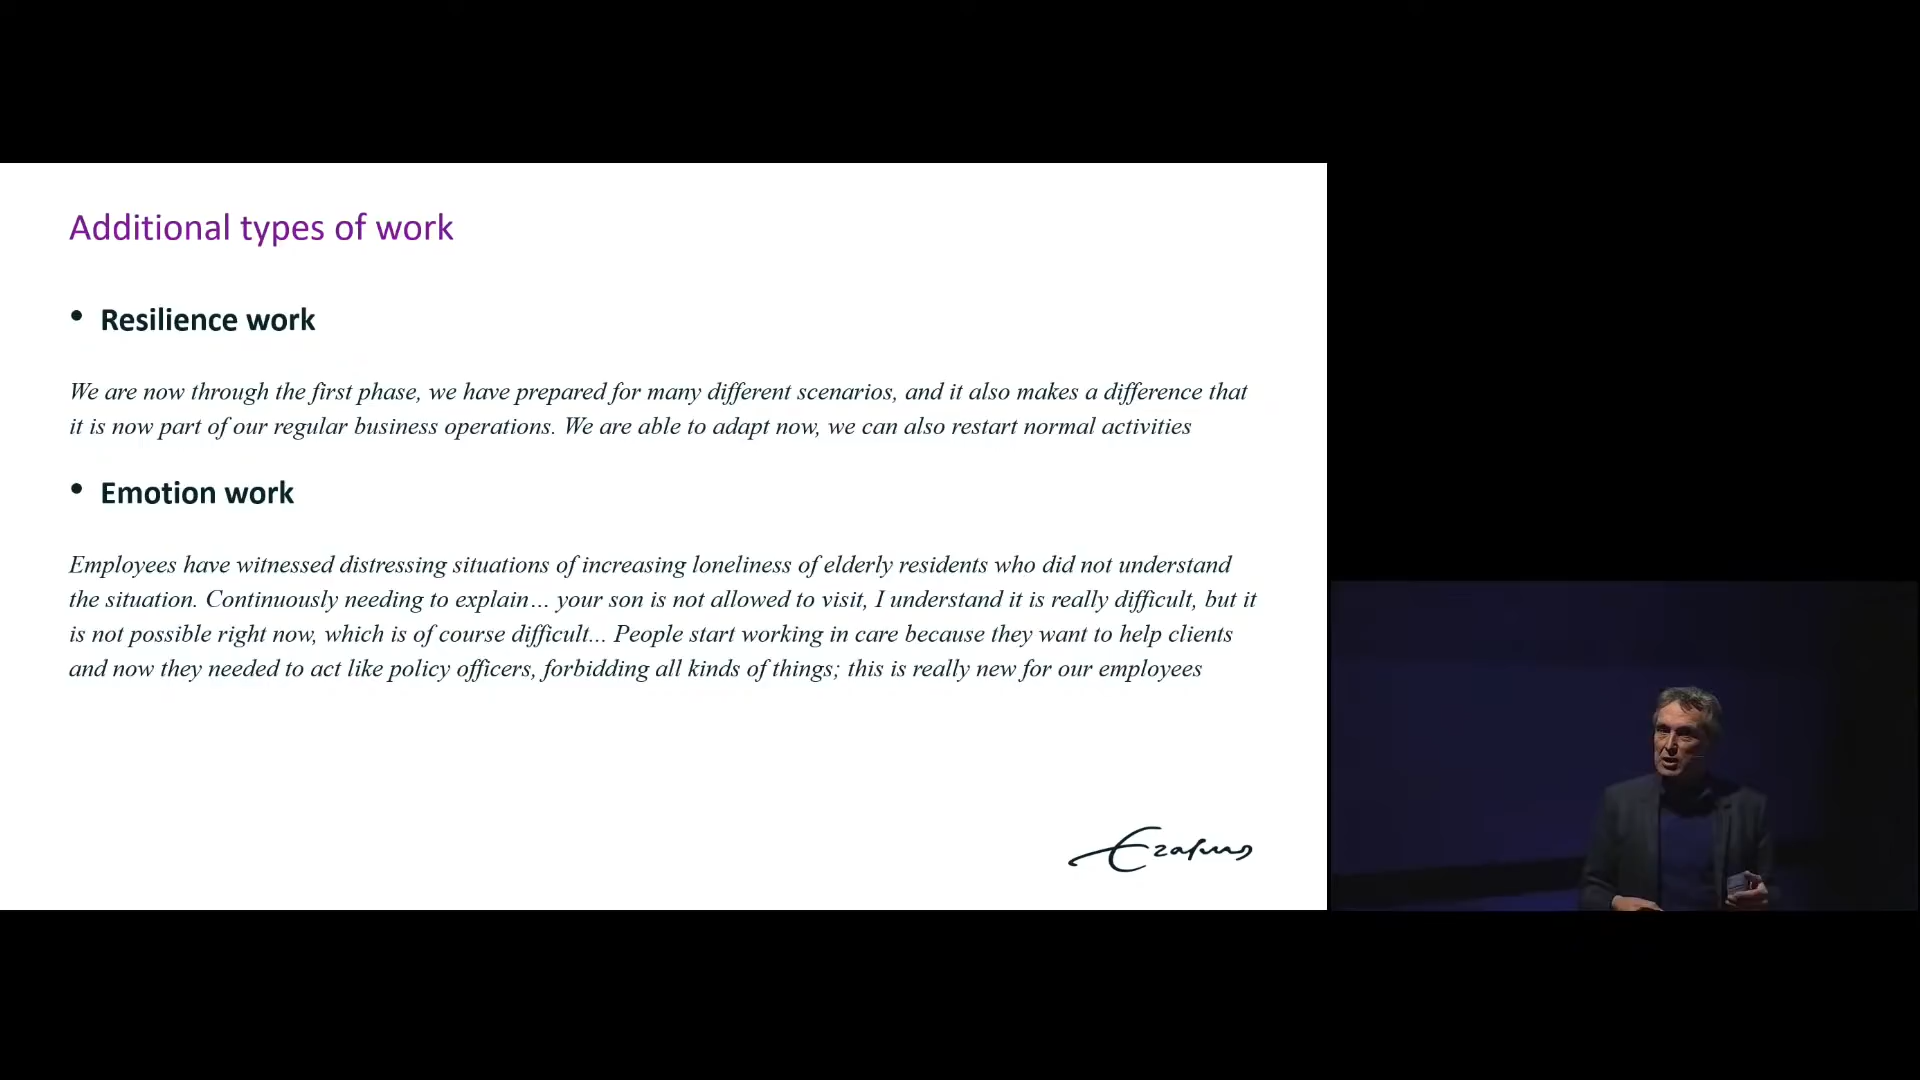 Additional types of work
• Resilience work
We are now through the first phase, we have prepared for many different scenarios, and it also makes a difference that
it is now part of our regular business operations. We are able to adapt now, we can also restart normal activities
• Emotion work
Employees have witnessed distressing situations of increasing loneliness of elderly residents who did not understand
the situation. Continuously needing to explain… your son is not allowed to visit, I understand it is really difficult, but it
is not possible right now, which is of course difficult... People start working in care because they want to help clients
and now they needed to act like policy officers, forbidding all kinds of things; this is really new for our employees
Erasmus